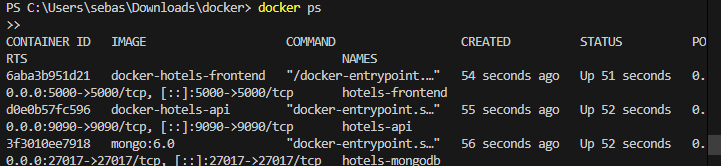 PS C:\Users\sebas\Downloads\docker> docker ps
>>
CONTAINER ID   IMAGE                    COMMAND                  CREATED          STATUS          PO
RTS                                           NAMES
6aba3b951d21   docker-hotels-frontend   "/docker-entrypoint.…"   54 seconds ago   Up 51 seconds   0.
0.0.0:5000->5000/tcp, [::]:5000->5000/tcp     hotels-frontend
d0e0b57fc596   docker-hotels-api        "docker-entrypoint.s…"   55 seconds ago   Up 52 seconds   0.
0.0.0:9090->9090/tcp, [::]:9090->9090/tcp     hotels-api
3f3010ee7918   mongo:6.0                "docker-entrypoint.s…"   56 seconds ago   Up 52 seconds   0.
0.0.0:27017->27017/tcp, [::]:27017->27017/tcp   hotels-mongodb